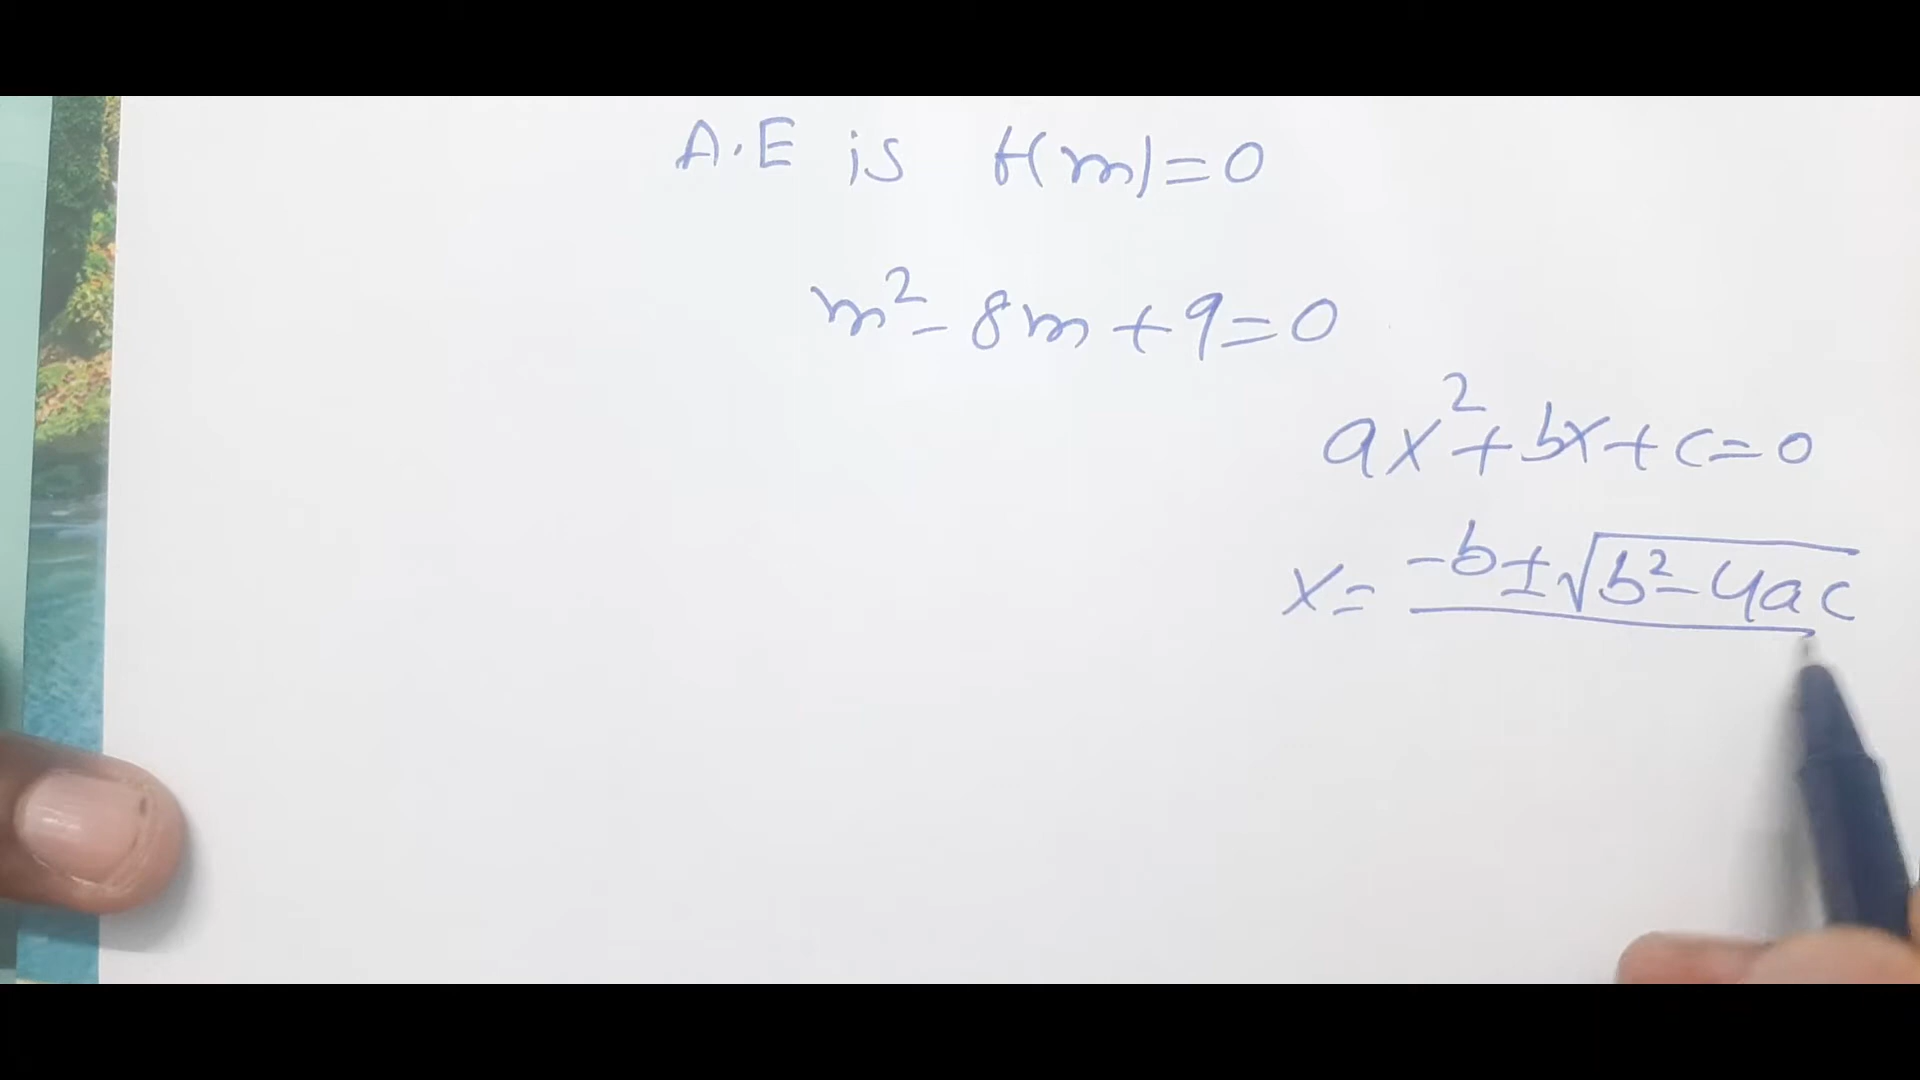 A.E is f(m)=0
m²-8m+9=0
ax²+bx+c=0
x= -b±√b²-4ac